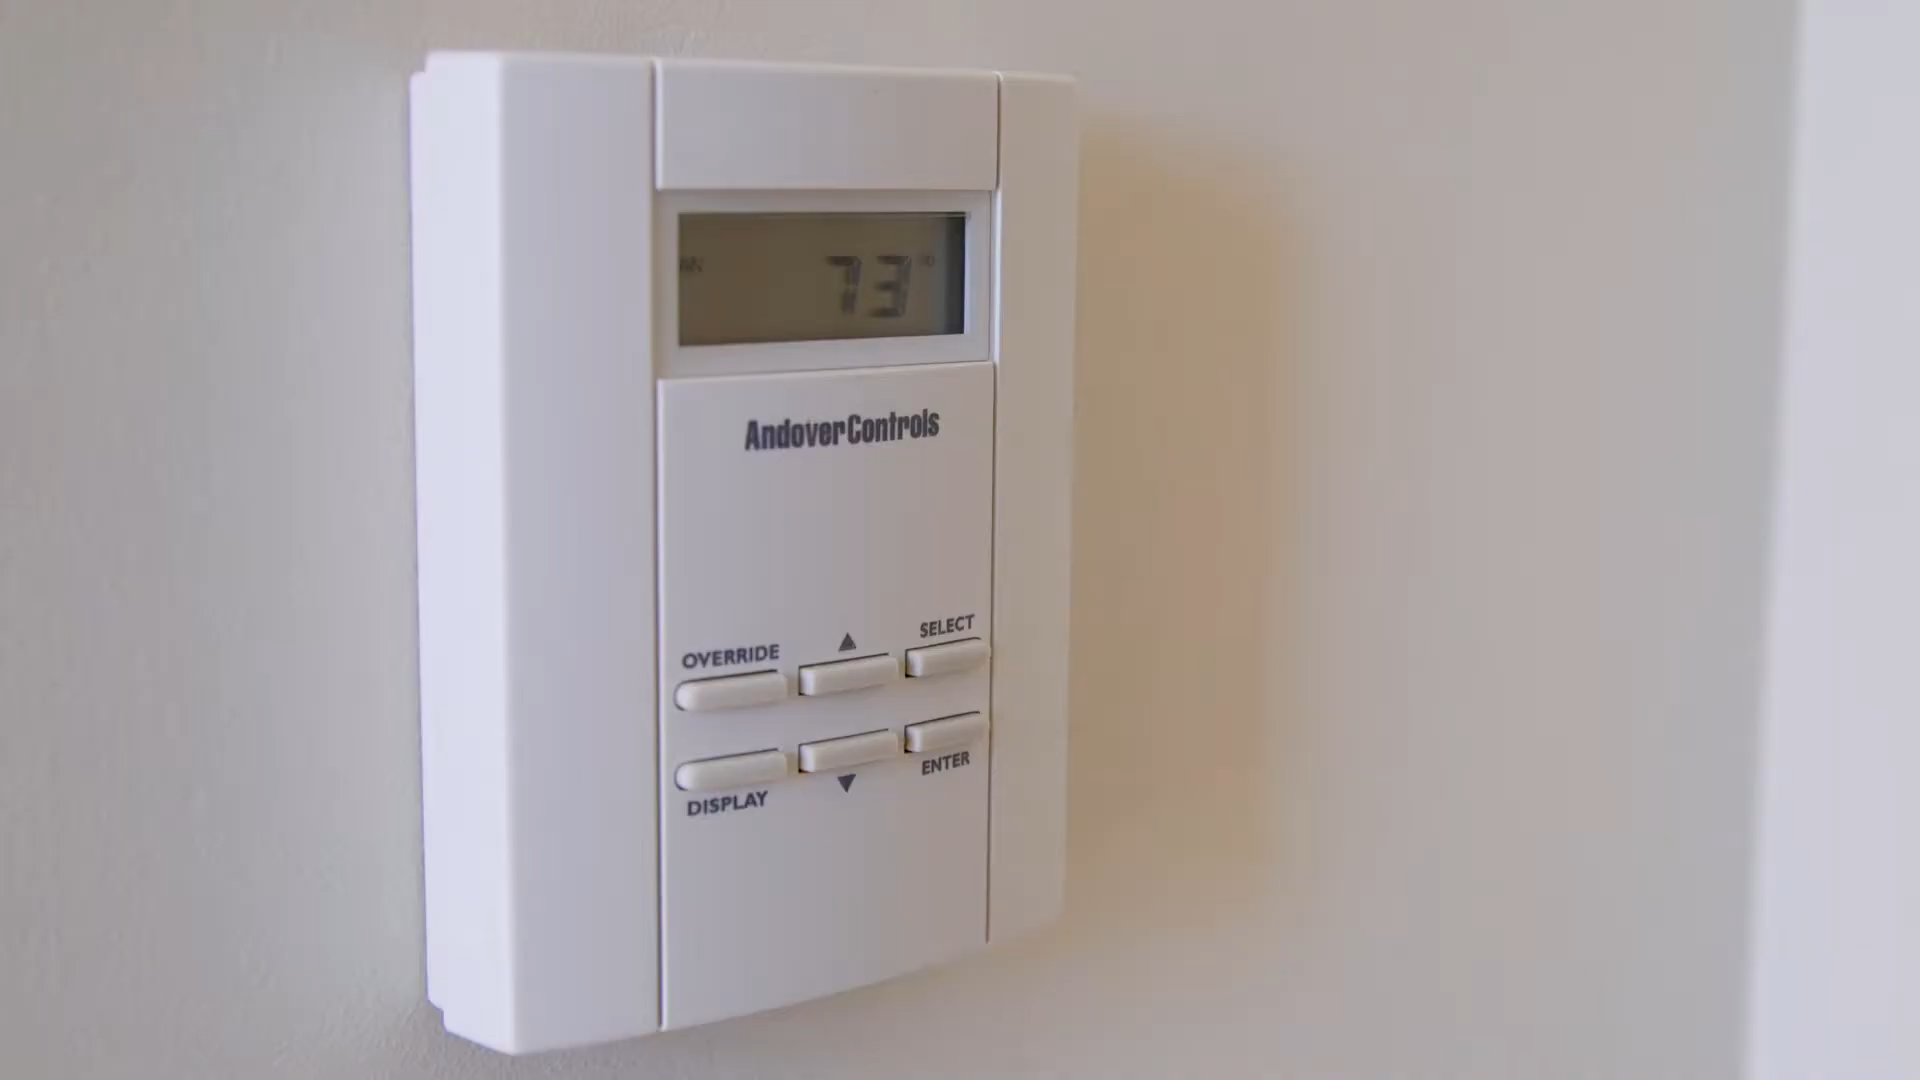 73°
AndoverControls
OVERRIDE ▲ SELECT
DISPLAY ▼ ENTER